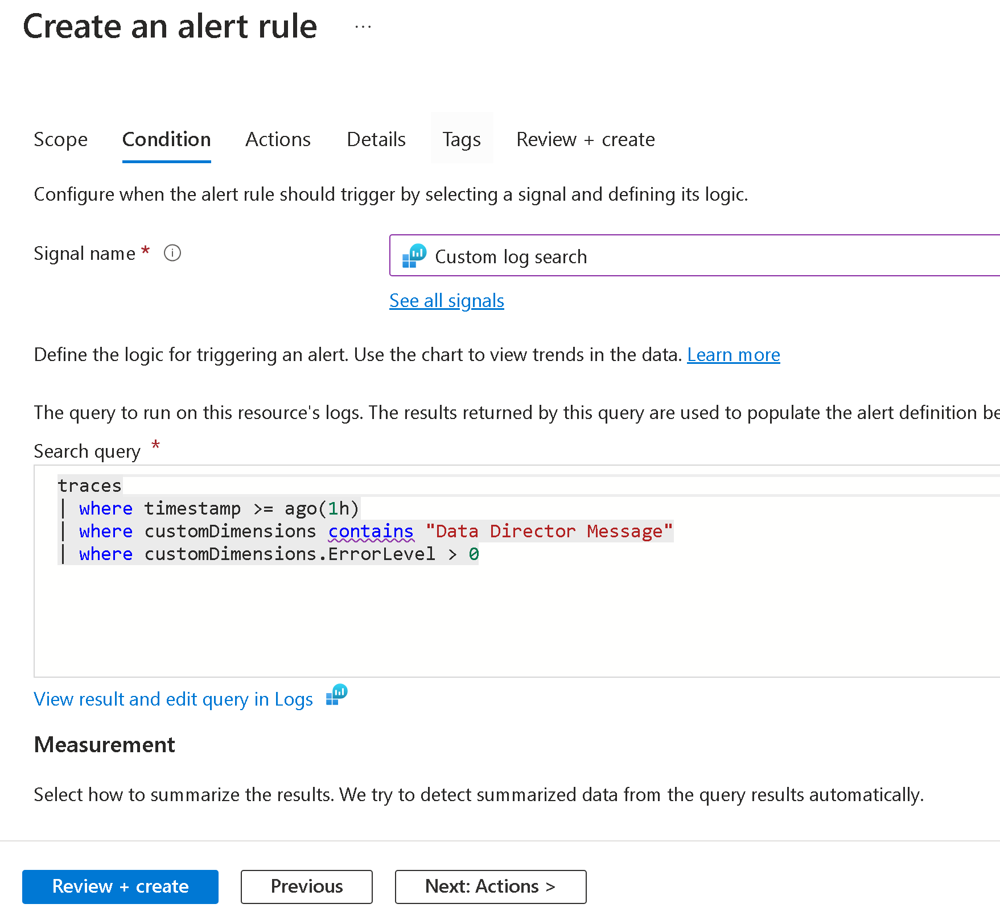 Create an alert rule ...
Scope Condition Actions Details Tags Review + create
Configure when the alert rule should trigger by selecting a signal and defining its logic.
Signal name *
Custom log search
See all signals
Define the logic for triggering an alert. Use the chart to view trends in the data. Learn more
The query to run on this resource's logs. The results returned by this query are used to populate the alert definition
Search query *
traces
| where timestamp >= ago(1h)
| where customDimensions contains "Data Director Message"
| where customDimensions.ErrorLevel > 0
View result and edit query in Logs
Measurement
Select how to summarize the results. We try to detect summarized data from the query results automatically.
Review + create Previous Next: Actions >